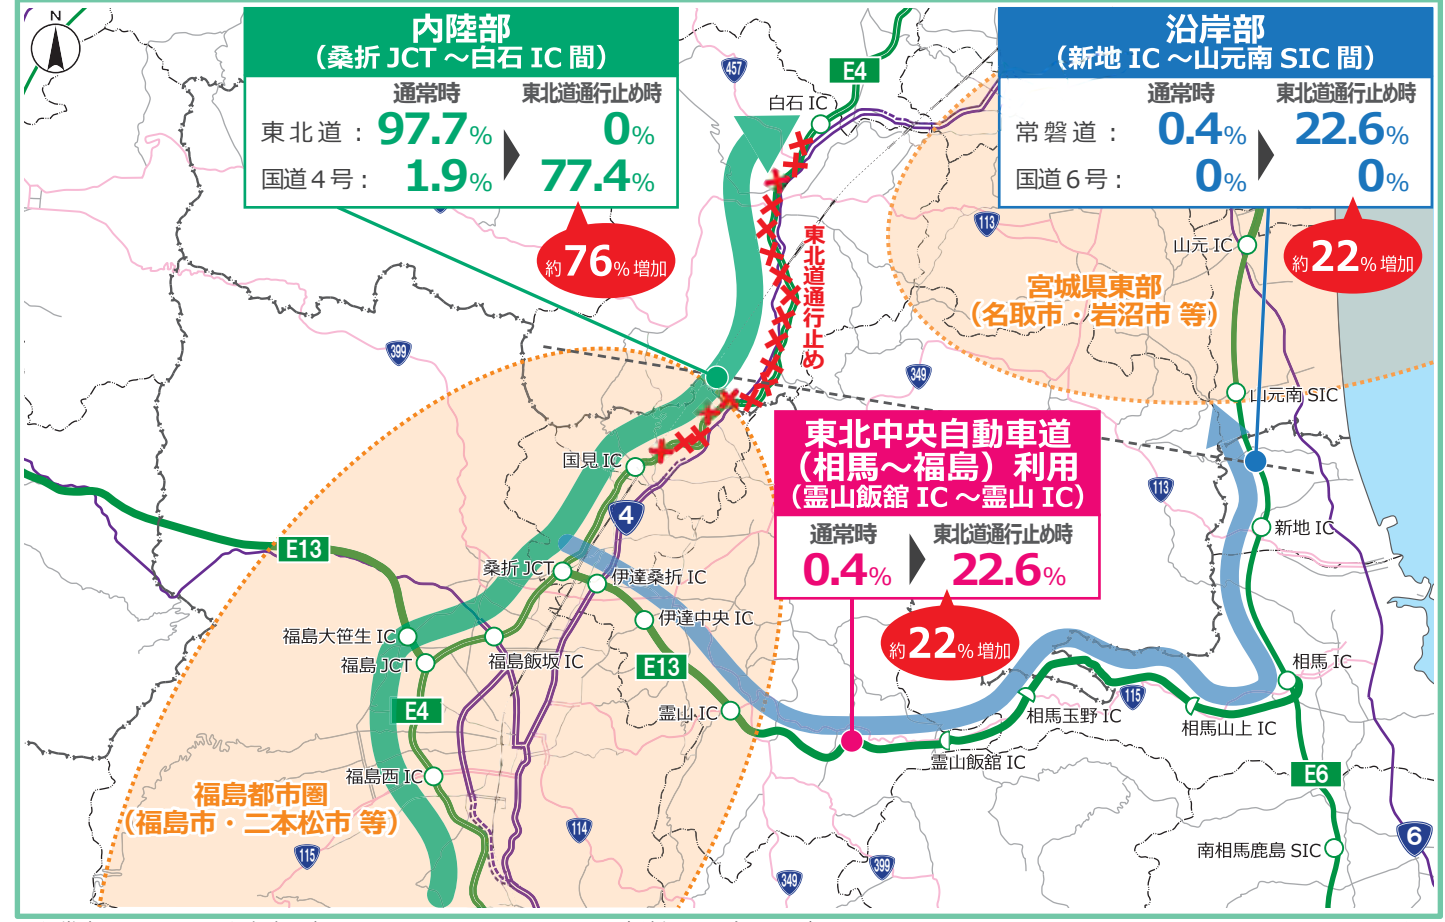 N
内陸部
（桑折 JCT ～白石 IC 間）
通常時 東北道通行止め時
東北道： 97.7% 0%
国道４号： 1.9% 77.4%
約76％増加
沿岸部
（新地 IC ～山元南 SIC 間）
通常時 東北道通行止め時
常磐道： 0.4% 22.6%
国道６号： 0% 0%
約22％増加
457
E4
白石 IC
113
山元 IC
東北道通行止め
宮城県東部
（名取市・岩沼市 等）
399
349
山元南 SIC
東北中央自動車道
（相馬～福島）利用
（霊山飯舘 IC ～霊山 IC）
通常時 東北道通行止め時
0.4% 22.6%
約22％増加
国見 IC
4
113
新地 IC
E13
桑折 JCT
伊達桑折 IC
伊達中央 IC
福島大笹生 IC
福島 JCT
福島飯坂 IC
E13
相馬 IC
E4
霊山 IC
115
相馬玉野 IC
相馬山上 IC
霊山飯舘 IC
福島西 IC
E6
福島都市圏
（福島市・二本松市 等）
114
115
6
南相馬鹿島 SIC
399
349